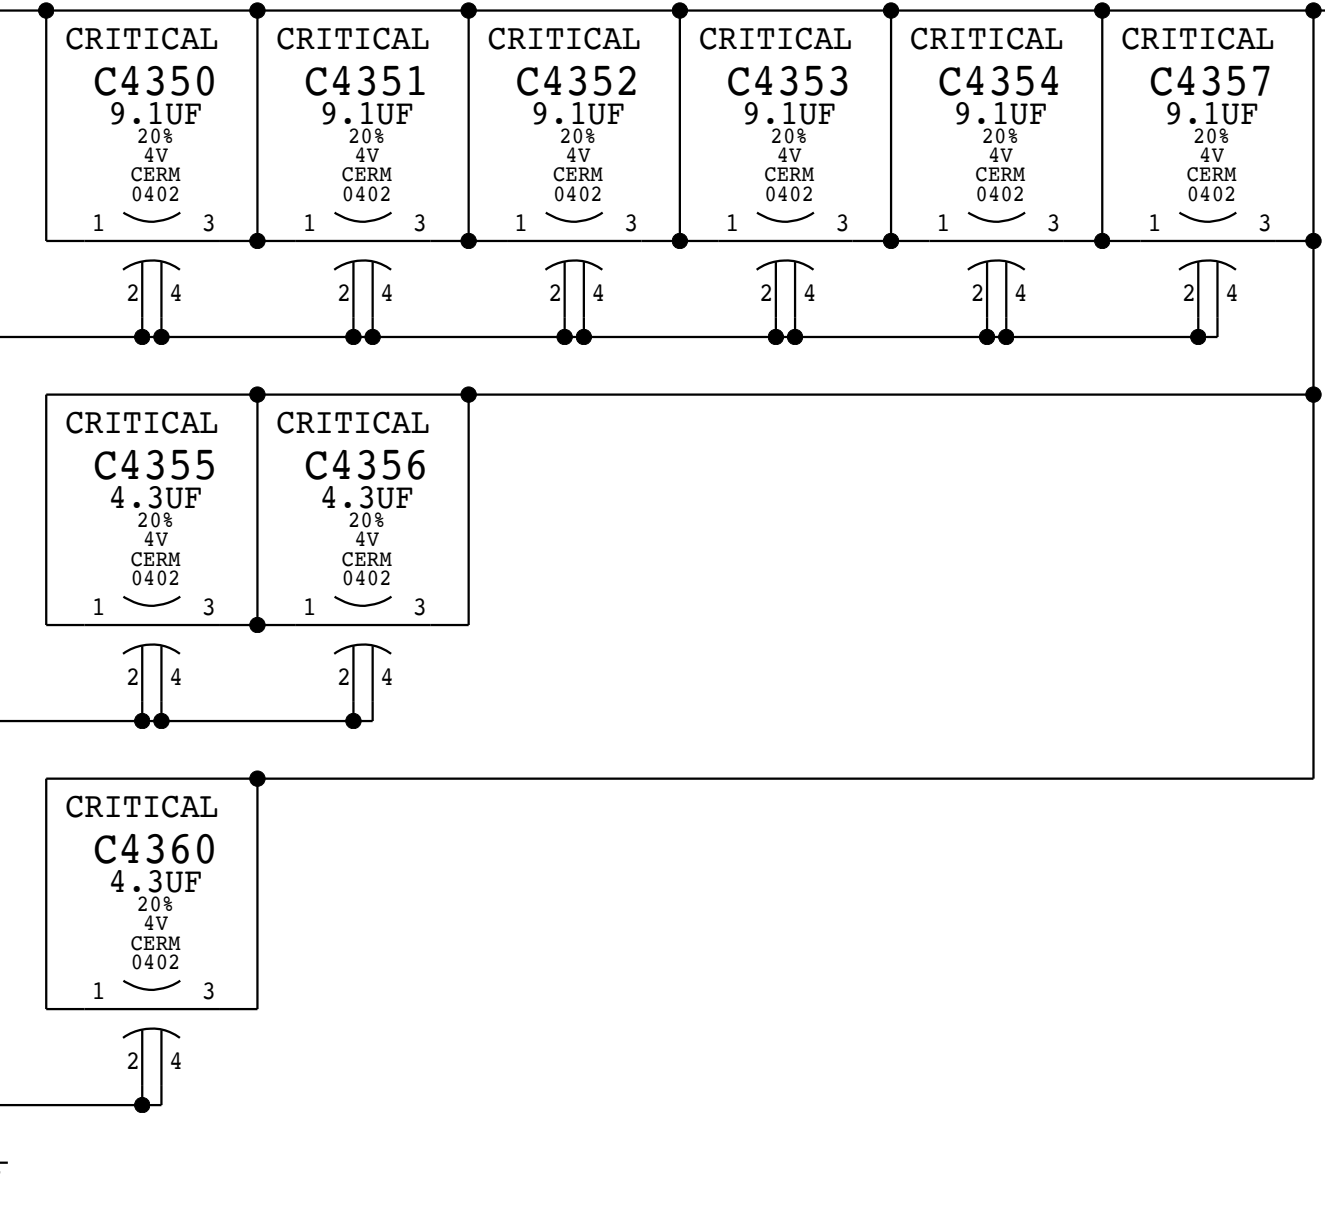 CRITICAL CRITICAL CRITICAL CRITICAL CRITICAL CRITICAL
C4350 C4351 C4352 C4353 C4354 C4357
9.1UF 9.1UF 9.1UF 9.1UF 9.1UF 9.1UF
20% 20% 20% 20% 20% 20%
4V 4V 4V 4V 4V 4V
CERM CERM CERM CERM CERM CERM
0402 0402 0402 0402 0402 0402
1 3 1 3 1 3 1 3 1 3 1 3
2 4 2 4 2 4 2 4 2 4 2 4
CRITICAL CRITICAL
C4355 C4356
4.3UF 4.3UF
20% 20%
4V 4V
CERM CERM
0402 0402
1 3 1 3
2 4 2 4
CRITICAL
C4360
4.3UF
20%
4V
CERM
0402
1 3
2 4